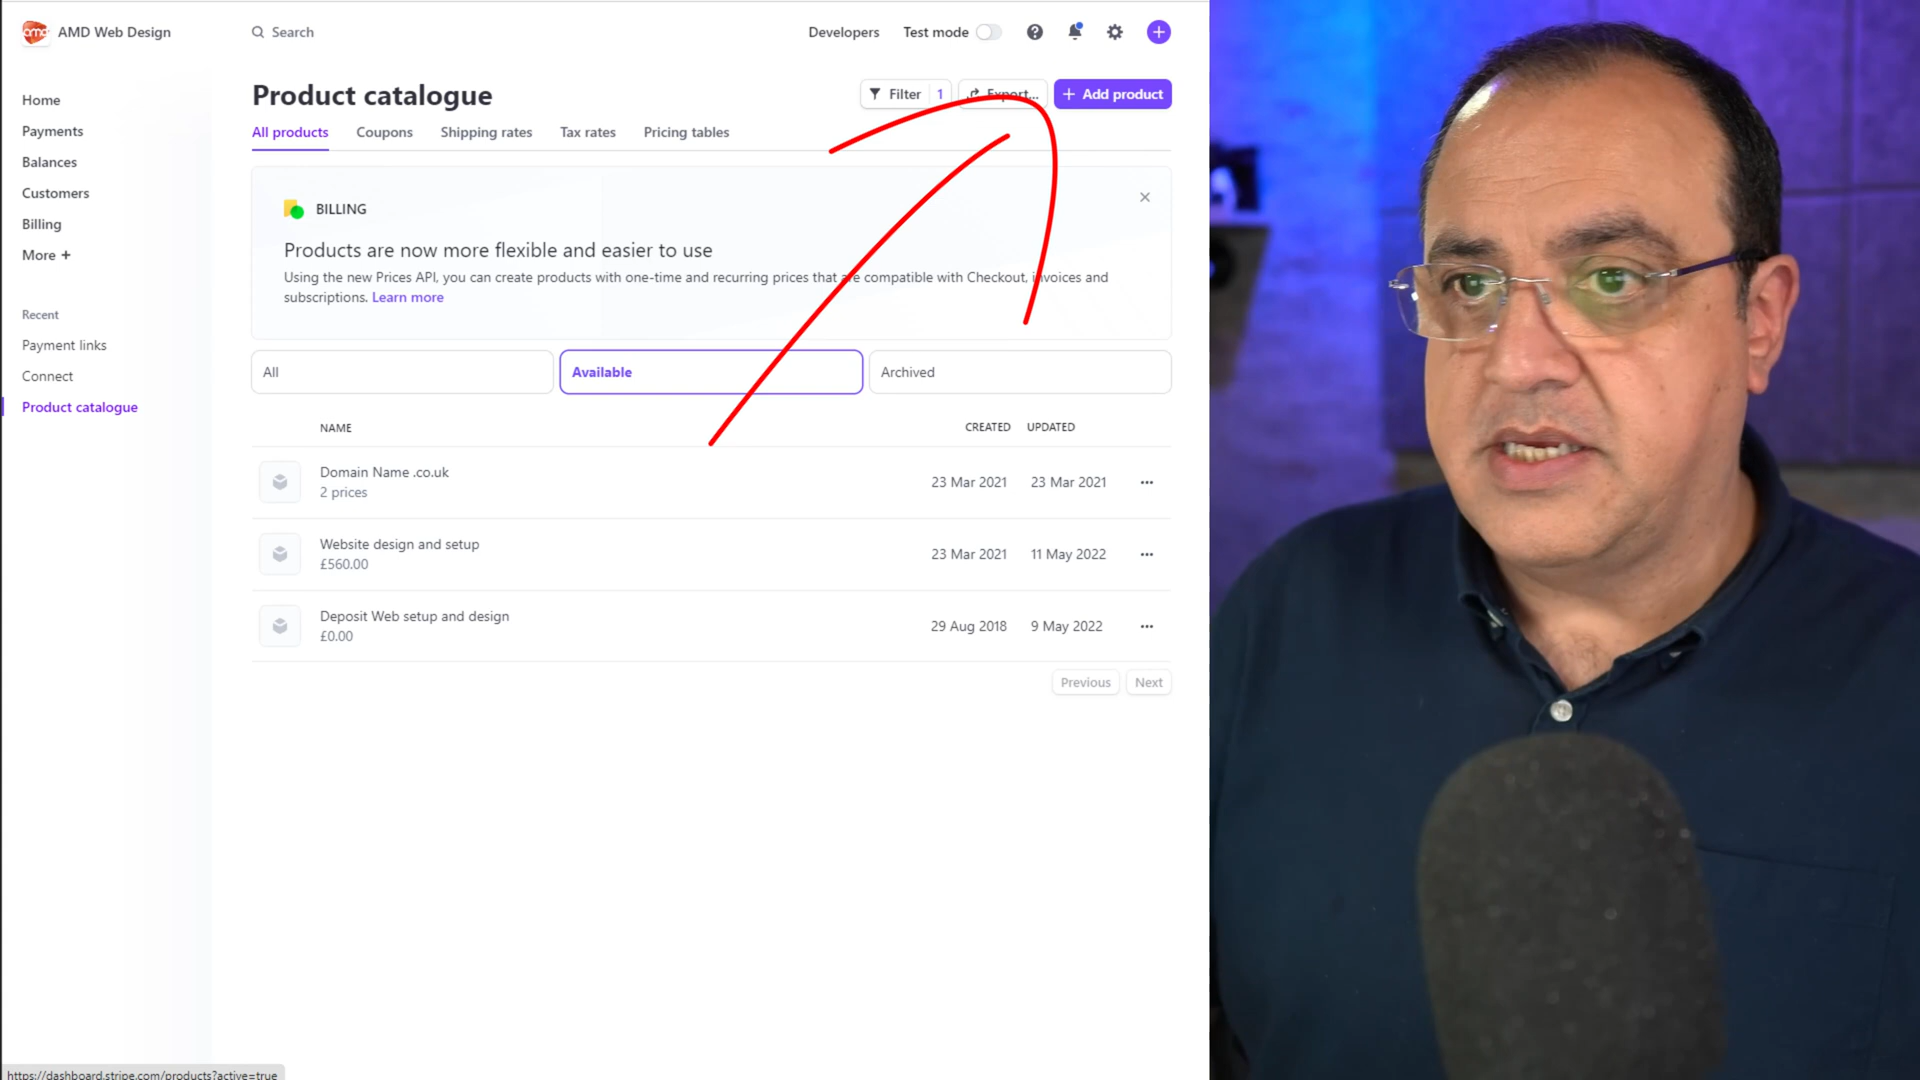 amd AMD Web Design
Search
Developers
Test mode
Home
Payments
Balances
Customers
Billing
More +
Recent
Payment links
Connect
Product catalogue
Product catalogue
Filter 1
Export...
+ Add product
All products
Coupons
Shipping rates
Tax rates
Pricing tables
BILLING
Products are now more flexible and easier to use
Using the new Prices API, you can create products with one-time and recurring prices that are compatible with Checkout, invoices and
subscriptions. Learn more
All
Available
Archived
NAME CREATED UPDATED
Domain Name .co.uk
2 prices
23 Mar 2021 23 Mar 2021
Website design and setup
£560.00
23 Mar 2021 11 May 2022
Deposit Web setup and design
£0.00
29 Aug 2018 9 May 2022
Previous Next
https://dashboard.stripe.com/products?active=true